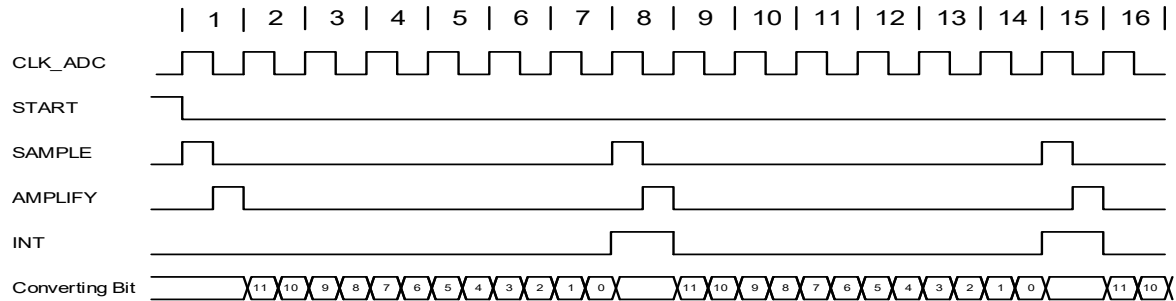 | 1 | 2 | 3 | 4 | 5 | 6 | 7 | 8 | 9 | 10 | 11 | 12 | 13 | 14 | 15 | 16
CLK_ADC
START
SAMPLE
AMPLIFY
INT
Converting Bit 11 10 9 8 7 6 5 4 3 2 1 0 11 10 9 8 7 6 5 4 3 2 1 0 11 10